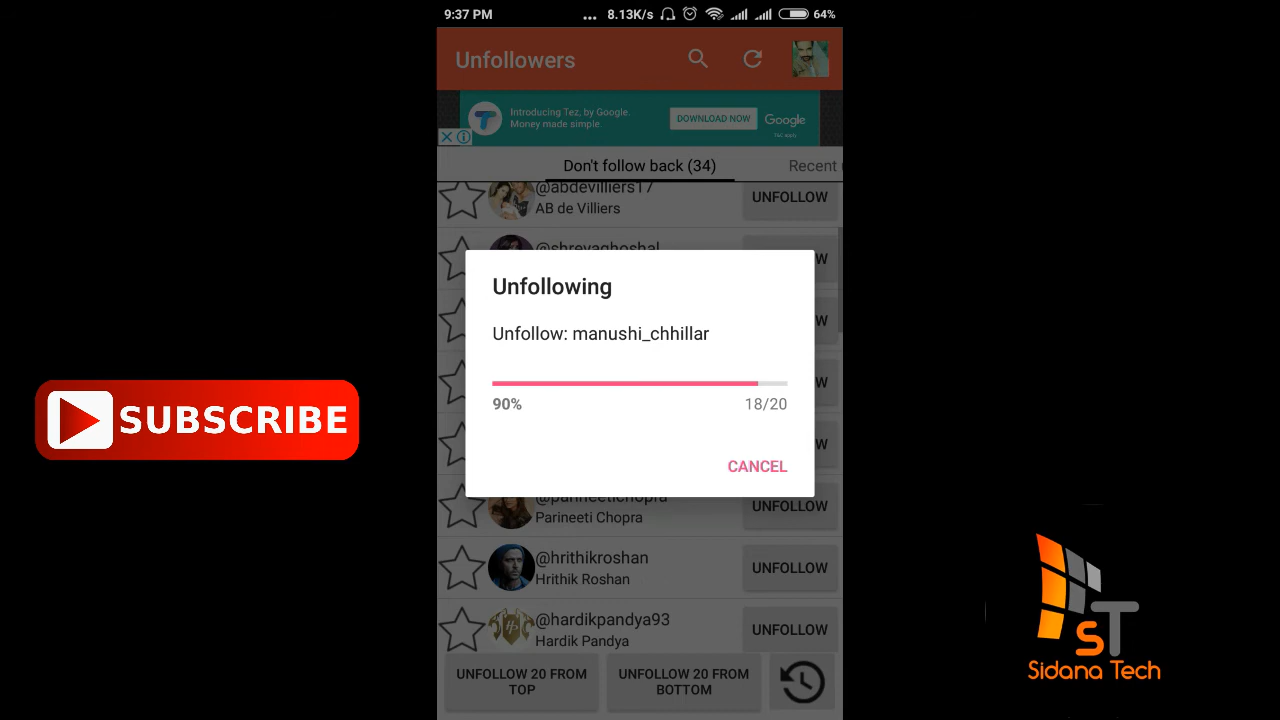 9:37 PM ... 8.13K/s 64%
Unfollowers
Introducing Tez, by Google.
Money made simple.
DOWNLOAD NOW
Google
Don't follow back (34) Recent
@abdevilliers17
AB de Villiers
UNFOLLOW
@shreyaghoshal
W
W
W
W
Unfollowing
Unfollow: manushi_chhillar
90% 18/20
CANCEL
@parineetichopra
Parineeti Chopra
UNFOLLOW
@hrithikroshan
Hrithik Roshan
UNFOLLOW
@hardikpandya93
Hardik Pandya
UNFOLLOW
UNFOLLOW 20 FROM
TOP
UNFOLLOW 20 FROM
BOTTOM
SUBSCRIBE
ST
Sidana Tech